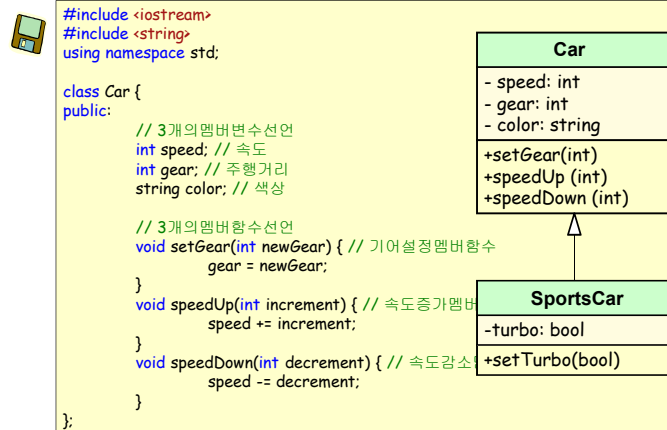 #include <iostream>
#include <string>
using namespace std;
class Car {
public:
// 3개의멤버변수선언
int speed; // 속도
int gear; // 주행거리
string color; // 색상
// 3개의멤버함수선언
void setGear(int newGear) { // 기어설정멤버함수
gear = newGear;
}
void speedUp(int increment) { // 속도증가멤버
speed += increment;
}
void speedDown(int decrement) { // 속도감소
speed -= decrement;
}
};
Car
- speed: int
- gear: int
- color: string
+setGear(int)
+speedUp (int)
+speedDown (int)
SportsCar
-turbo: bool
+setTurbo(bool)